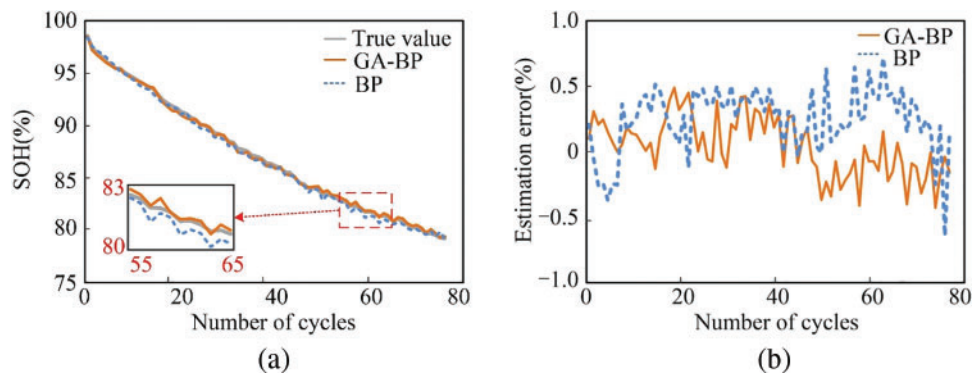 100
95
90
85
80
75
SOH(%)
True value
GA-BP
BP
83
80
55
65
0
20
40
60
80
Number of cycles
(a)
1.0
0.5
0
−0.5
−1.0
Estimation error(%)
GA-BP
BP
0
20
40
60
80
Number of cycles
(b)